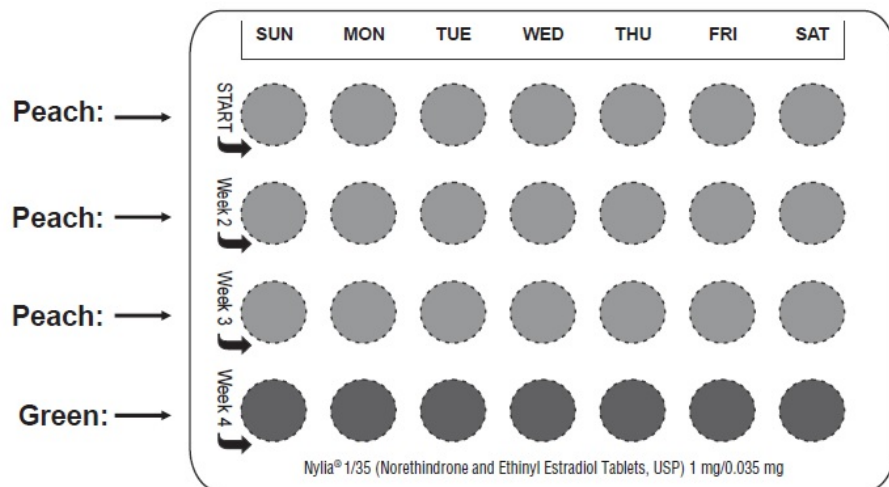 SUN MON TUE WED THU FRI SAT
Peach: START
Peach: Week 2
Peach: Week 3
Green: Week 4
Nylia® 1/35 (Norethindrone and Ethinyl Estradiol Tablets, USP) 1 mg/0.035 mg